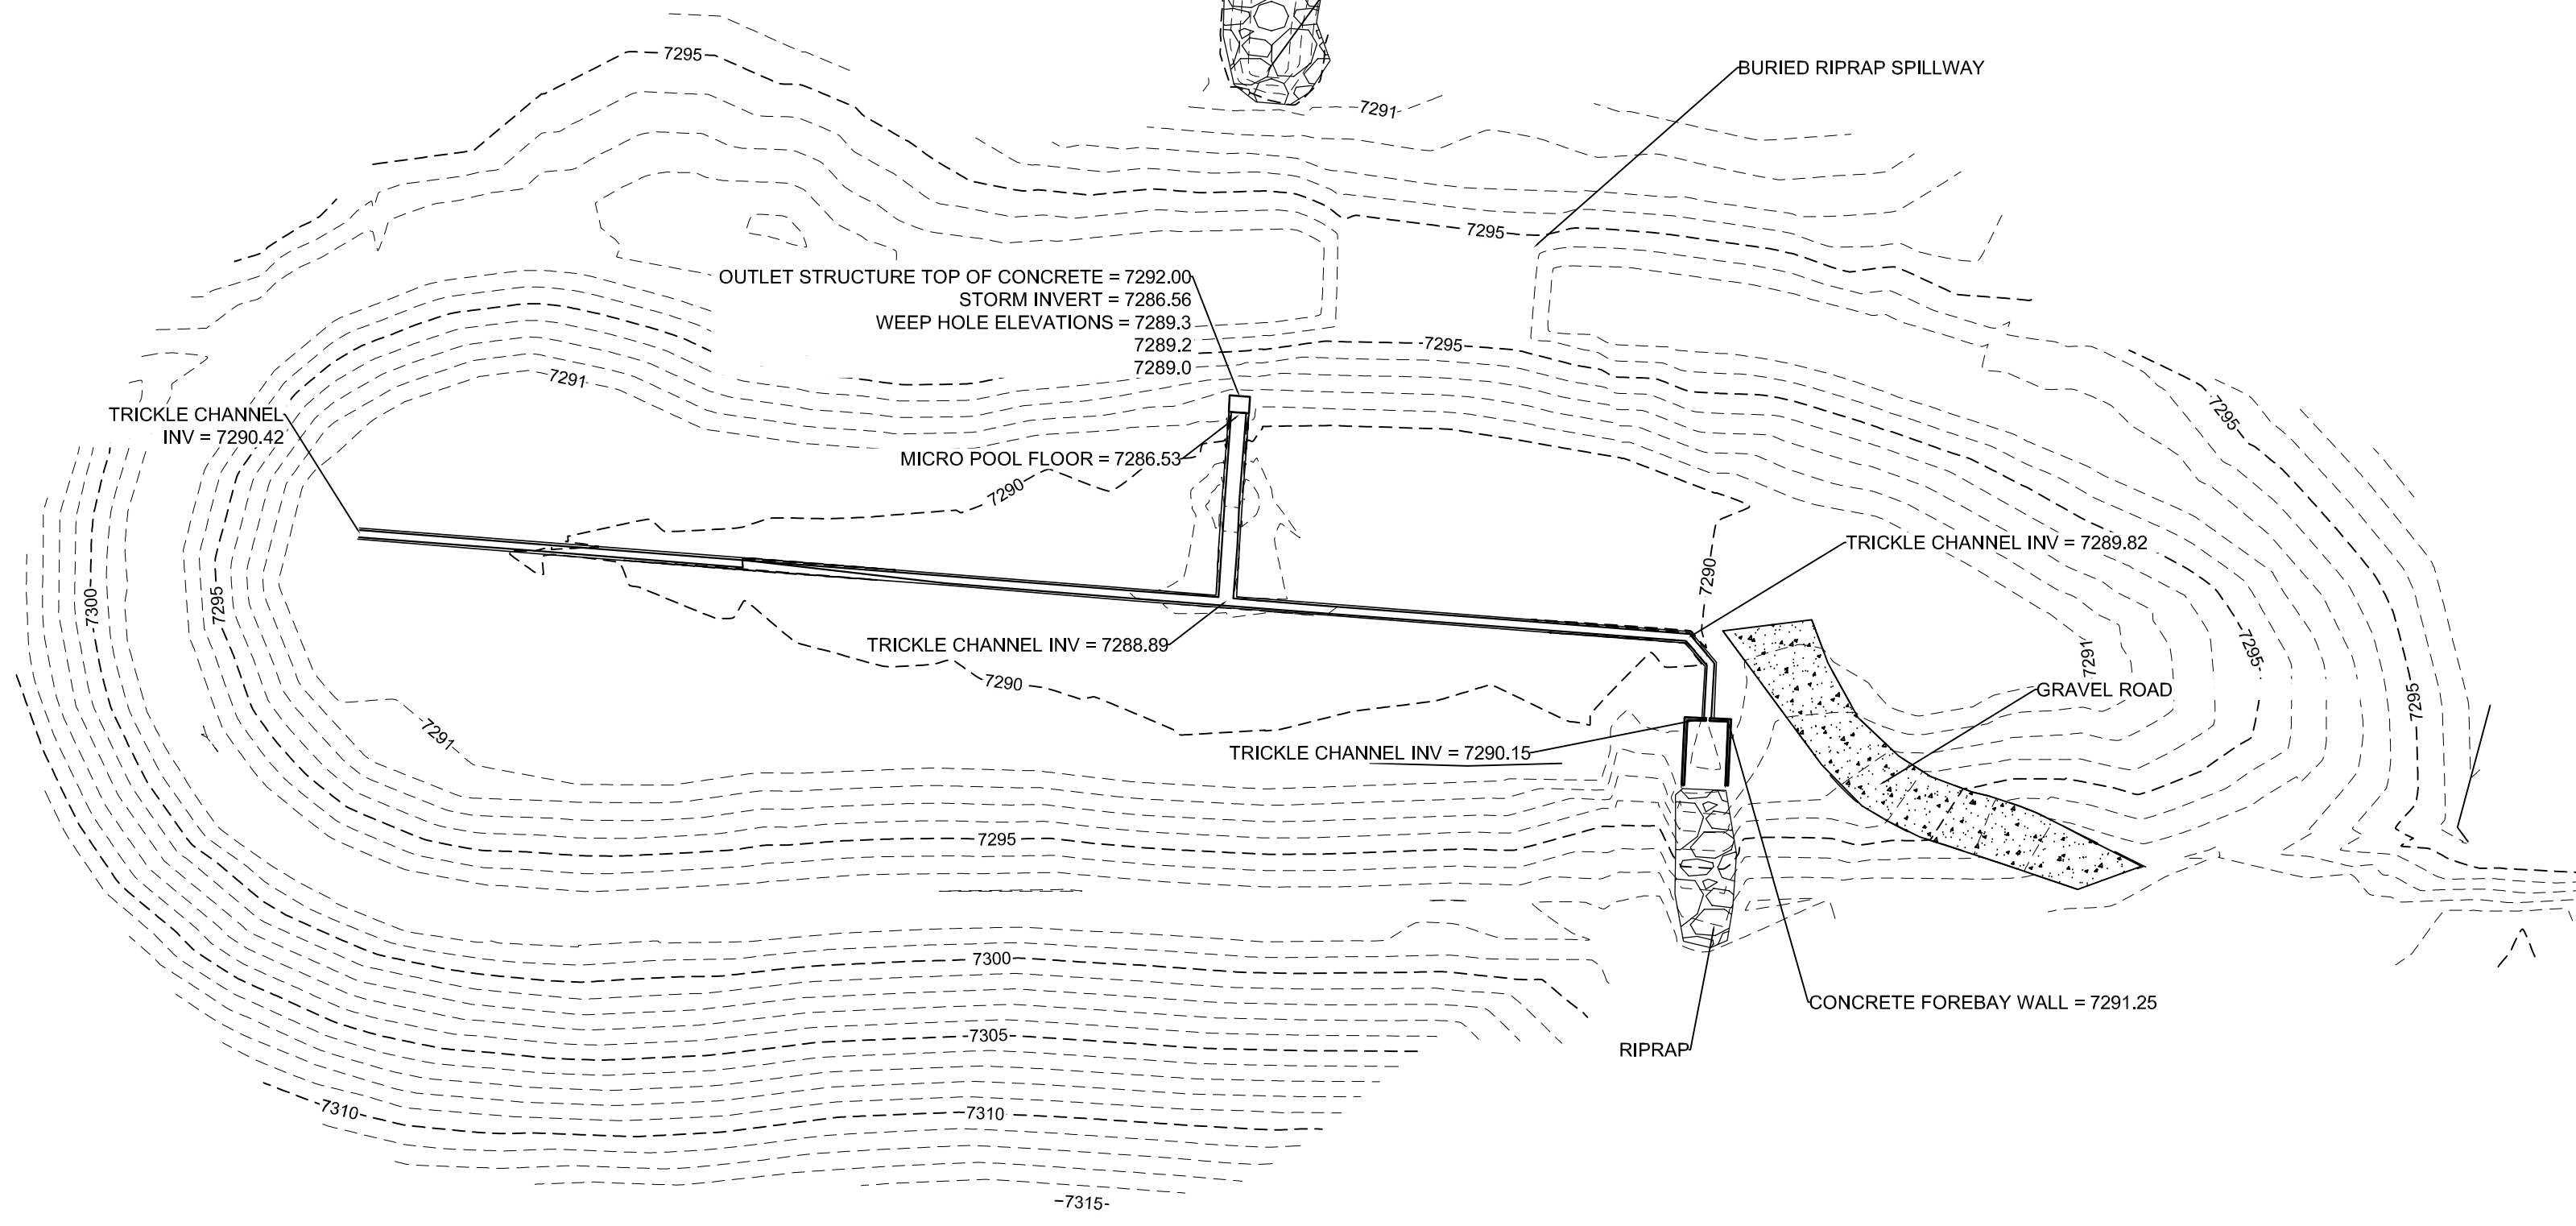 7295
BURIED RIPRAP SPILLWAY
7291
7295
OUTLET STRUCTURE TOP OF CONCRETE = 7292.00
STORM INVERT = 7286.56
WEEP HOLE ELEVATIONS = 7289.3
7289.2
7289.0
7295
7291
7295
TRICKLE CHANNEL
INV = 7290.42
MICRO POOL FLOOR = 7286.53
7290
TRICKLE CHANNEL INV = 7289.82
7290
7300
7295
TRICKLE CHANNEL INV = 7288.89
7295
7291
7290
GRAVEL ROAD
7295
7291
TRICKLE CHANNEL INV = 7290.15
7295
7300
CONCRETE FOREBAY WALL = 7291.25
7305
RIPRAP
7310
7310
7315